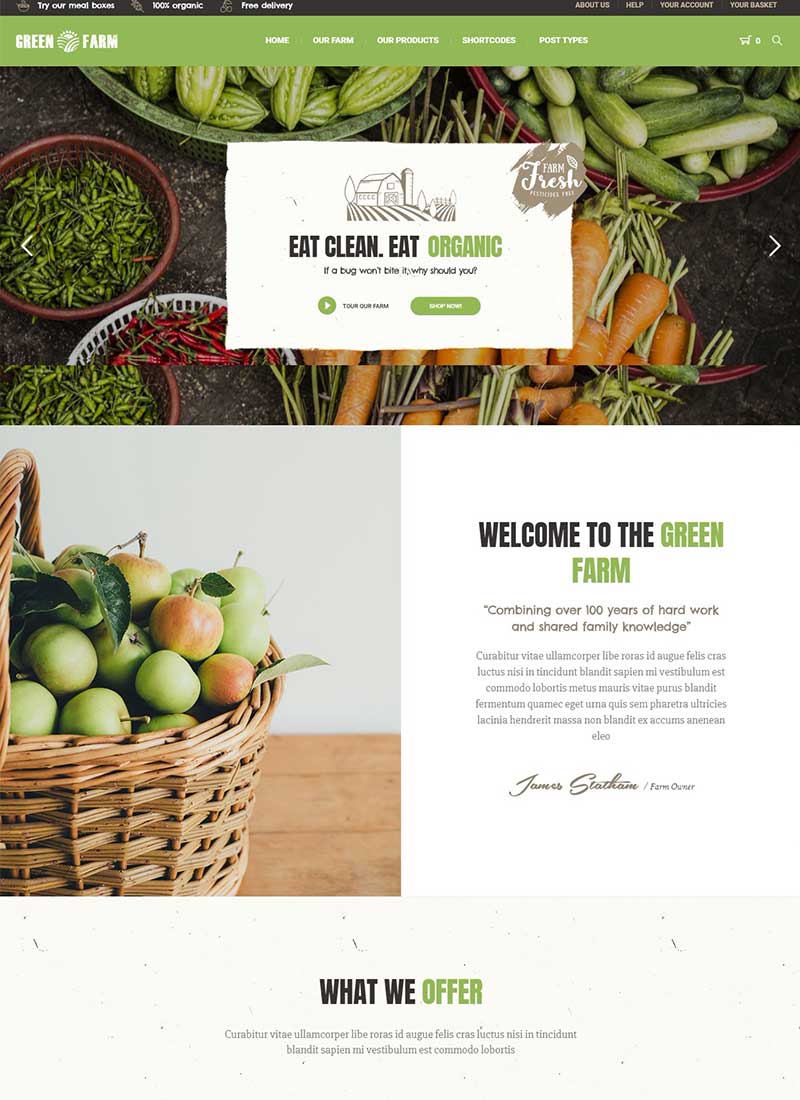 Try our meal boxes 100% organic Free delivery ABOUT US HELP YOUR ACCOUNT YOUR BASKET
GREEN FARM HOME OUR FARM OUR PRODUCTS SHORTCODES POST TYPES 0
FARM
Fresh
PESTICIDES FREE
EAT CLEAN. EAT ORGANIC
If a bug won't bite it, why should you?
TOUR OUR FARM SHOP NOW!
WELCOME TO THE GREEN
FARM
“Combining over 100 years of hard work
and shared family knowledge”
Curabitur vitae ullamcorper libe roras id augue felis cras
luctus nisi in tincidunt blandit sapien mi vestibulum est
commodo lobortis metus mauris vitae purus blandit
fermentum quamec eget urna quis sem pharetra ultricies
lacinia hendrerit massa non blandit ex accums anenean
eleo
James Statham / Farm Owner
WHAT WE OFFER
Curabitur vitae ullamcorper libe roras id augue felis cras luctus nisi in tincidunt
blandit sapien mi vestibulum est commodo lobortis